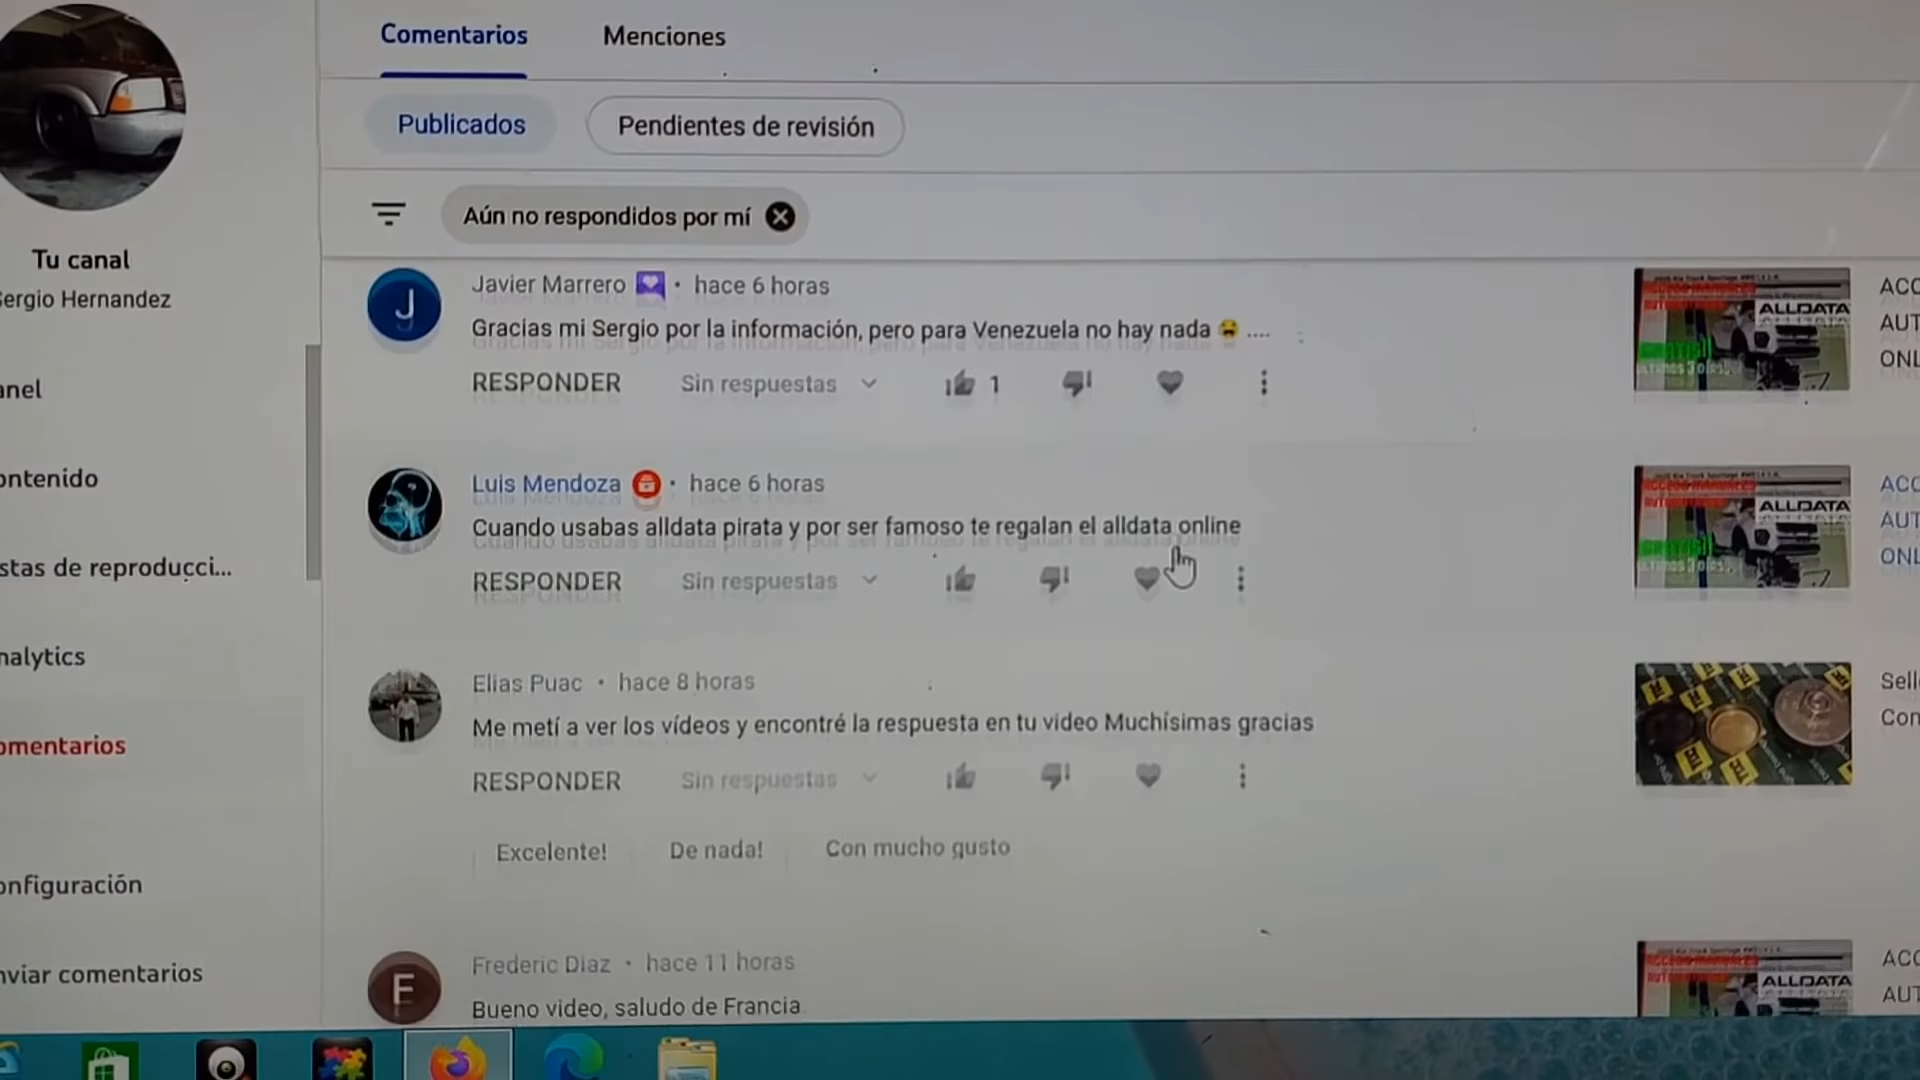 Comentarios
Menciones
Publicados
Pendientes de revisión
Aún no respondidos por mí
Tu canal
Sergio Hernandez
anel
ontenido
stas de reproducci...
nalytics
omentarios
onfiguración
nviar comentarios
J
Javier Marrero • hace 6 horas
Gracias mi Sergio por la información, pero para Venezuela no hay nada 😫 ....
RESPONDER Sin respuestas 1
ALLDATA
ACC
AUT
ONL
Luis Mendoza • hace 6 horas
Cuando usabas alldata pirata y por ser famoso te regalan el alldata online
RESPONDER Sin respuestas
ALLDATA
ACC
AUT
ONL
Elias Puac • hace 8 horas
Me metí a ver los vídeos y encontré la respuesta en tu video Muchísimas gracias
RESPONDER Sin respuestas
Excelente! De nada! Con mucho gusto
Selle
Con
F
Frederic Diaz • hace 11 horas
Bueno video, saludo de Francia
ALLDATA
ACC
AUT